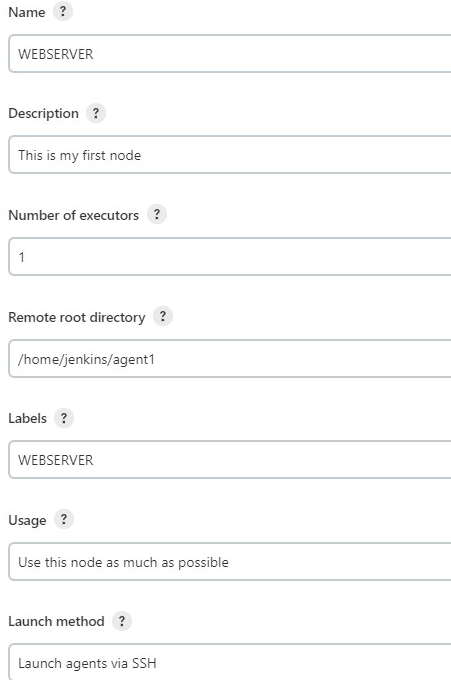 Name ?
WEBSERVER
Description ?
This is my first node
Number of executors ?
1
Remote root directory ?
/home/jenkins/agent1
Labels ?
WEBSERVER
Usage ?
Use this node as much as possible
Launch method ?
Launch agents via SSH